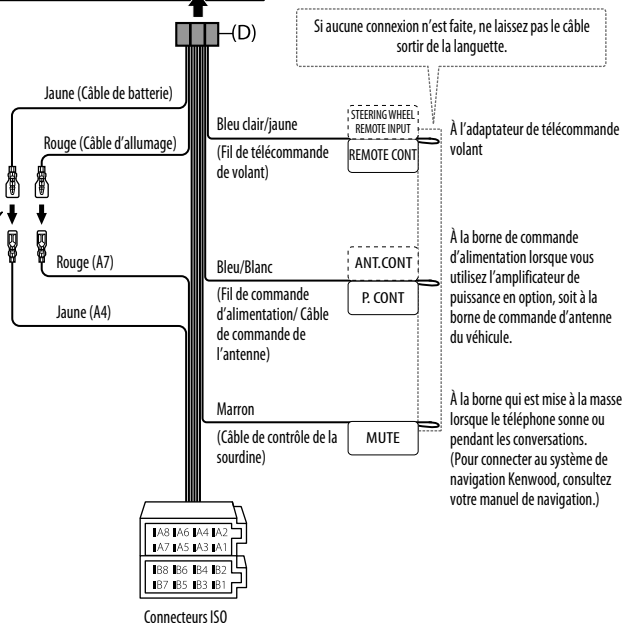 Si aucune connexion n'est faite, ne laissez pas le câble
sortir de la languette.
(D)
Jaune (Câble de batterie)
Rouge (Câble d'allumage)
Rouge (A7)
Jaune (A4)
Bleu clair/jaune
(Fil de télécommande
de volant)
STEERING WHEEL
REMOTE INPUT
REMOTE CONT
À l'adaptateur de télécommande
volant
Bleu/Blanc
(Fil de commande
d'alimentation/ Câble
de commande de
l'antenne)
ANT.CONT
P. CONT
À la borne de commande
d'alimentation lorsque vous
utilisez l'amplificateur de
puissance en option, soit à la
borne de commande d'antenne
du véhicule.
Marron
(Câble de contrôle de la
sourdine)
MUTE
À la borne qui est mise à la masse
lorsque le téléphone sonne ou
pendant les conversations.
(Pour connecter au système de
navigation Kenwood, consultez
votre manuel de navigation.)
A8 A6 A4 A2
A7 A5 A3 A1
B8 B6 B4 B2
B7 B5 B3 B1
Connecteurs ISO